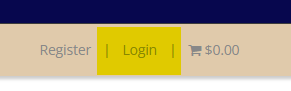 Register | Login | $0.00